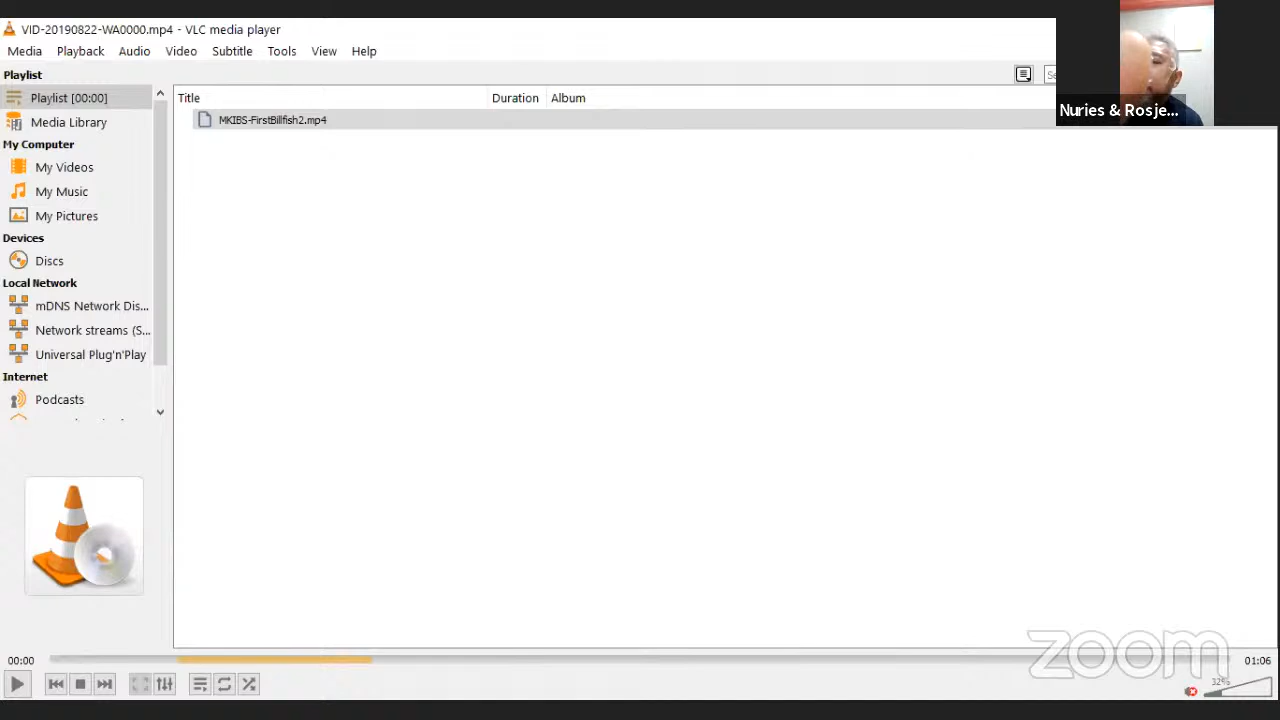 VID-20190822-WA0000.mp4 - VLC media player
Media Playback Audio Video Subtitle Tools View Help
Playlist
Playlist [00:00]
Media Library
My Computer
My Videos
My Music
My Pictures
Devices
Discs
Local Network
mDNS Network Dis...
Network streams (S...
Universal Plug'n'Play
Internet
Podcasts
Title Duration Album
MKIBS-FirstBillfish2.mp4
Nuries & Rosje...
00:00
01:06
32%
zoom